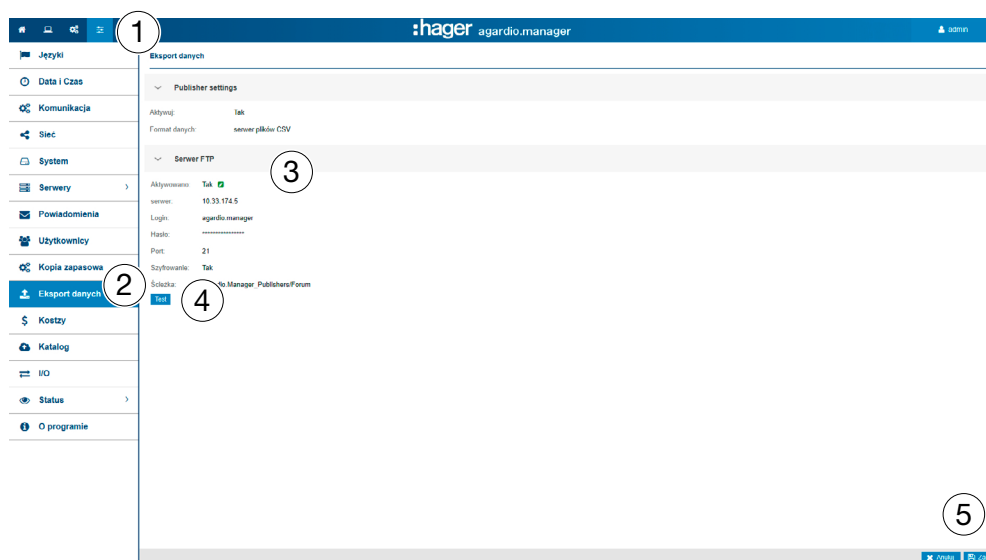 1
:hager agardio.manager
admin
Języki
Data i Czas
Komunikacja
Sieć
System
Serwery
Powiadomienia
Użytkownicy
Kopia zapasowa
2
Eksport danych
Kostzy
Katalog
I/O
Status
O programie
Eksport danych
Publisher settings
Aktywuj: Tak
Format danych: serwer plików CSV
Serwer FTP
3
Aktywowano Tak
serwer. 10.33.174.5
Login: agardio.manager
Hasło: ****************
Port. 21
Szyfrowanie: Tak
Ścieżka: dio.Manager_Publishers/Forum
Test
4
5
Anuluj